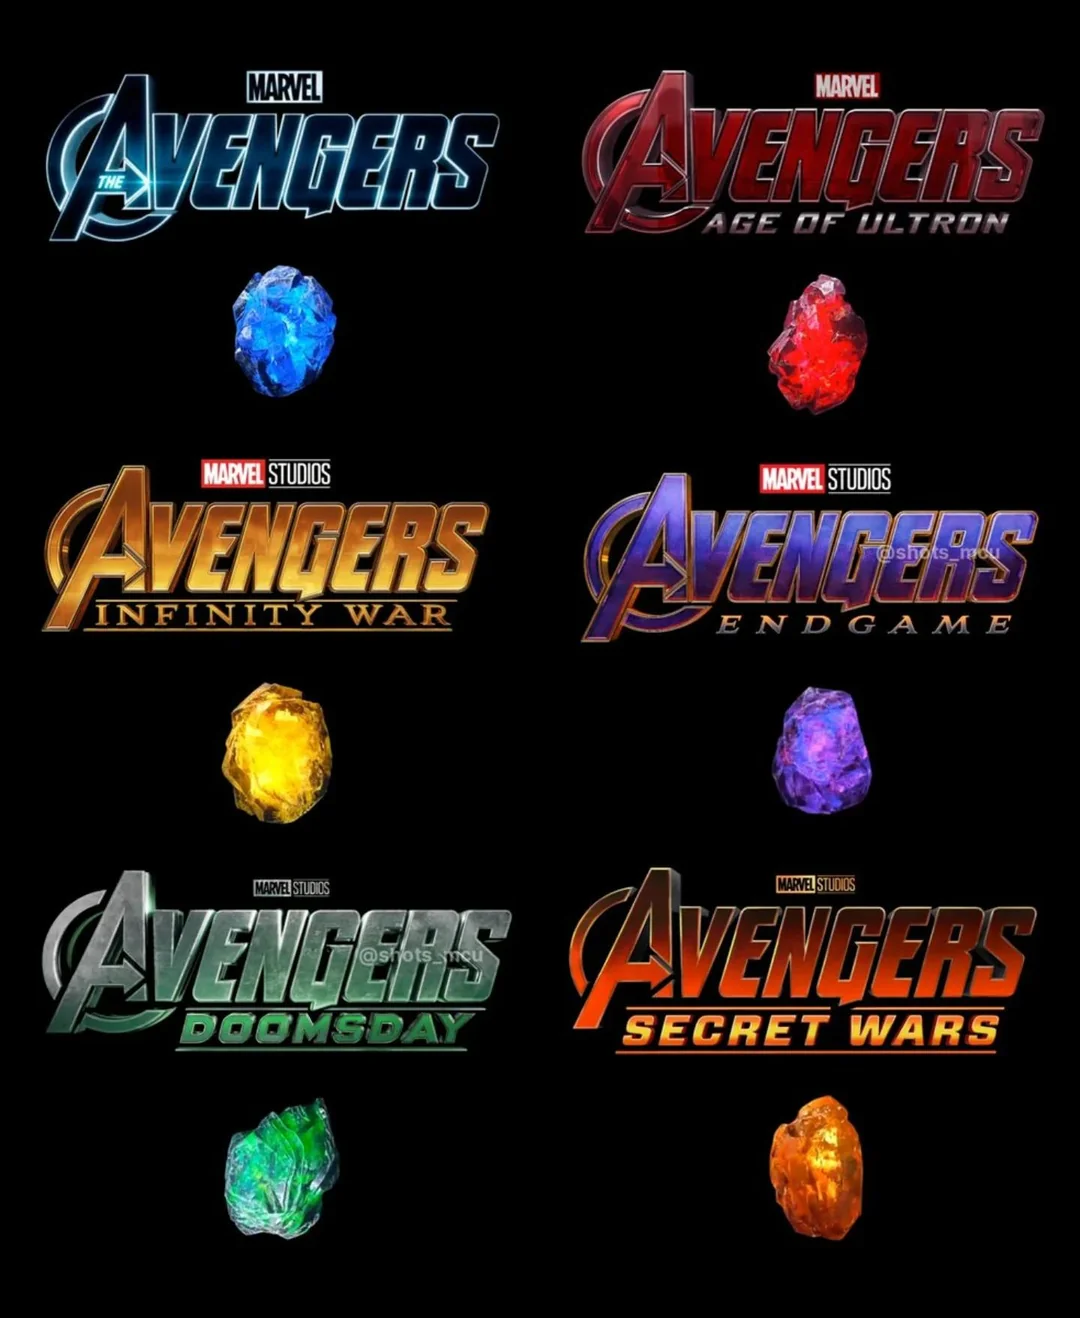 MARVEL
THE AVENGERS
MARVEL
AVENGERS
AGE OF ULTRON
MARVEL STUDIOS
AVENGERS
INFINITY WAR
MARVEL STUDIOS
AVENGERS
@shots_mcu
ENDGAME
MARVEL STUDIOS
AVENGERS
@shots_mcu
DOOMSDAY
MARVEL STUDIOS
AVENGERS
SECRET WARS